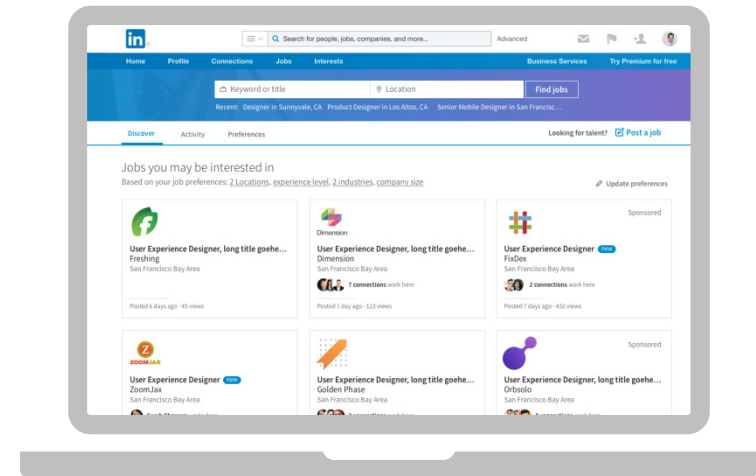 in
Search for people, jobs, companies, and more...
Advanced
Home Profile Connections Jobs Interests Business Services Try Premium for free
Keyword or title Location Find jobs
Recent: Designer in Sunnyvale, CA Product Designer in Los Altos, CA Senior Mobile Designer in San Francisc...
Discover Activity Preferences Looking for talent? Post a job
Jobs you may be interested in
Based on your job preferences: 2 Locations, experience level, 2 industries, company size
Update preferences
User Experience Designer, long title goehe...
Freshing
San Francisco Bay Area
Posted 6 days ago · 45 views
Dimension
User Experience Designer, long title goehe...
Dimension
San Francisco Bay Area
7 connections work here
Posted 1 day ago · 123 views
Sponsored
User Experience Designer new
FixDex
San Francisco Bay Area
2 connections work here
Posted 7 days ago · 432 views
Z
ZOOMJAX
User Experience Designer new
ZoomJax
San Francisco Bay Area
User Experience Designer, long title goehe...
Golden Phase
San Francisco Bay Area
Sponsored
User Experience Designer, long title goehe...
Orbsolo
San Francisco Bay Area